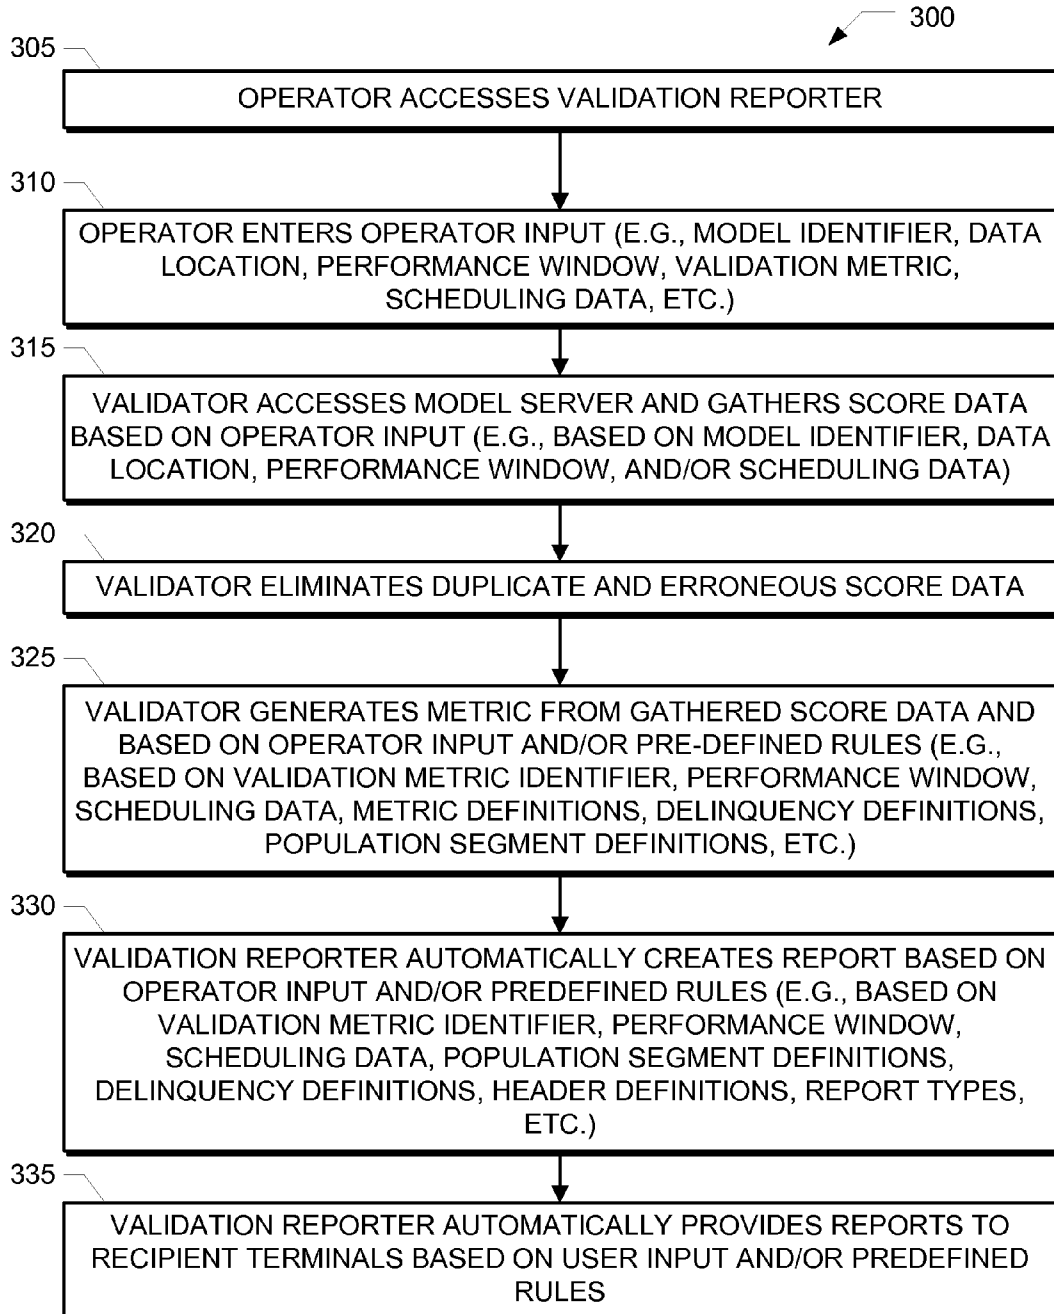 300
305
OPERATOR ACCESSES VALIDATION REPORTER
310
OPERATOR ENTERS OPERATOR INPUT (E.G., MODEL IDENTIFIER, DATA
LOCATION, PERFORMANCE WINDOW, VALIDATION METRIC,
SCHEDULING DATA, ETC.)
315
VALIDATOR ACCESSES MODEL SERVER AND GATHERS SCORE DATA
BASED ON OPERATOR INPUT (E.G., BASED ON MODEL IDENTIFIER, DATA
LOCATION, PERFORMANCE WINDOW, AND/OR SCHEDULING DATA)
320
VALIDATOR ELIMINATES DUPLICATE AND ERRONEOUS SCORE DATA
325
VALIDATOR GENERATES METRIC FROM GATHERED SCORE DATA AND
BASED ON OPERATOR INPUT AND/OR PRE-DEFINED RULES (E.G.,
BASED ON VALIDATION METRIC IDENTIFIER, PERFORMANCE WINDOW,
SCHEDULING DATA, METRIC DEFINITIONS, DELINQUENCY DEFINITIONS,
POPULATION SEGMENT DEFINITIONS, ETC.)
330
VALIDATION REPORTER AUTOMATICALLY CREATES REPORT BASED ON
OPERATOR INPUT AND/OR PREDEFINED RULES (E.G., BASED ON
VALIDATION METRIC IDENTIFIER, PERFORMANCE WINDOW,
SCHEDULING DATA, POPULATION SEGMENT DEFINITIONS,
DELINQUENCY DEFINITIONS, HEADER DEFINITIONS, REPORT TYPES,
ETC.)
335
VALIDATION REPORTER AUTOMATICALLY PROVIDES REPORTS TO
RECIPIENT TERMINALS BASED ON USER INPUT AND/OR PREDEFINED
RULES